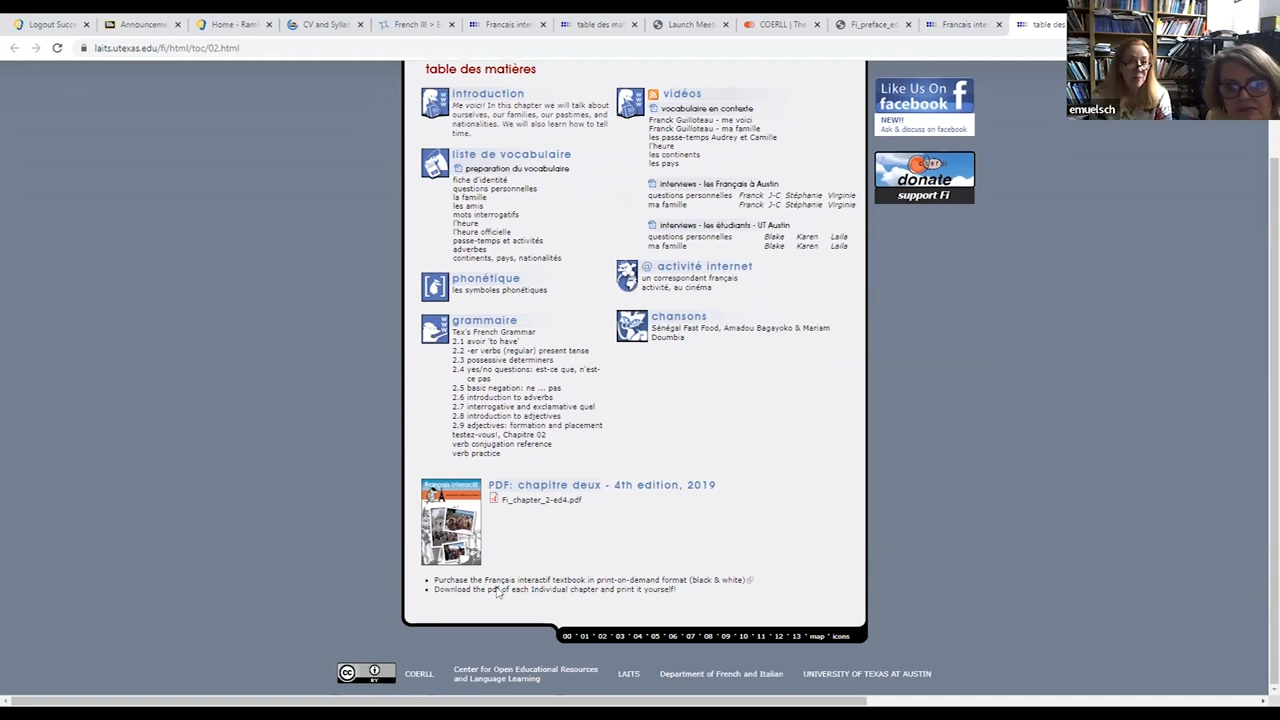 Logout Succ
Announceme
Home - Ram
CV and Syllab
French III > E
Francais inter
table des mat
Launch Meeti
COERLL | The
Fi_preface_ed
Francais inter
table des
laits.utexas.edu/fi/html/toc/02.html
emuelsch
table des matières
introduction
Me voici! In this chapter we will talk about
ourselves, our families, our pastimes, and
nationalities. We will also learn how to tell
time.
liste de vocabulaire
preparation du vocabulaire
fiche d'identité
questions personnelles
la famille
les amis
mots interrogatifs
l'heure
l'heure officielle
passe-temps et activités
adverbes
continents, pays, nationalités
phonétique
les symboles phonétiques
grammaire
Tex's French Grammar
2.1 avoir 'to have'
2.2 -er verbs (regular) present tense
2.3 possessive determiners
2.4 yes/no questions: est-ce que, n'est-
ce pas
2.5 basic negation: ne ... pas
2.6 introduction to adverbs
2.7 interrogative and exclamative quel
2.8 introduction to adjectives
2.9 adjectives: formation and placement
testez-vous!, Chapitre 02
verb conjugation reference
verb practice
vidéos
vocabulaire en contexte
Franck Guilloteau - me voici
Franck Guilloteau - ma famille
les passe-temps Audrey et Camille
l'heure
les continents
les pays
interviews - les Français à Austin
questions personnelles Franck J-C Stéphanie Virginie
ma famille Franck J-C Stéphanie Virginie
interviews - les étudiants - UT Austin
questions personnelles Blake Karen Laila
ma famille Blake Karen Laila
@ activité internet
un correspondant français
activité, au cinéma
chansons
Sénégal Fast Food, Amadou Bagayoko & Mariam
Doumbia
Like Us On
facebook
NEW!!
Ask & discuss on facebook
donate
support Fi
Français interactif
PDF: chapitre deux - 4th edition, 2019
Fi_chapter_2-ed4.pdf
Purchase the Français interactif textbook in print-on-demand format (black & white)
Download the pdf of each Individual chapter and print it yourself!
00 * 01 * 02 * 03 * 04 * 05 * 06 * 07 * 08 * 09 * 10 * 11 * 12 * 13 * map * icons
cc BY
COERLL
Center for Open Educational Resources
and Language Learning
LAITS
Department of French and Italian
UNIVERSITY OF TEXAS AT AUSTIN